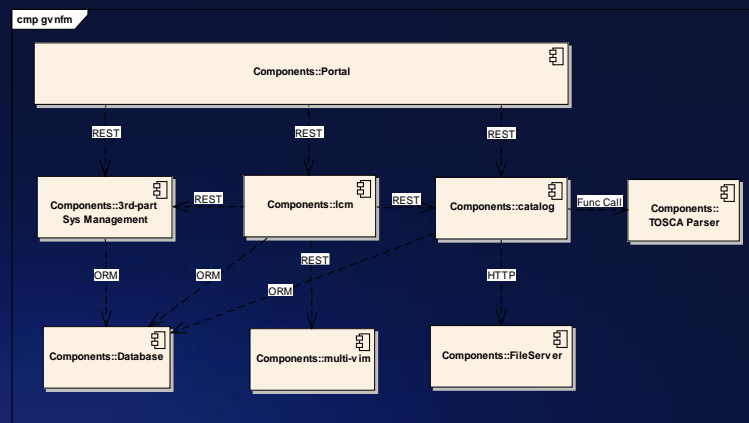 cmp gvnfm
Components::Portal
REST
REST
REST
Components::3rd-part
Sys Management
REST
Components::lcm
REST
Components::catalog
Func Call
Components::
TOSCA Parser
ORM
ORM
REST
ORM
HTTP
Components::Database
Components::multi-vim
Components::FileServer